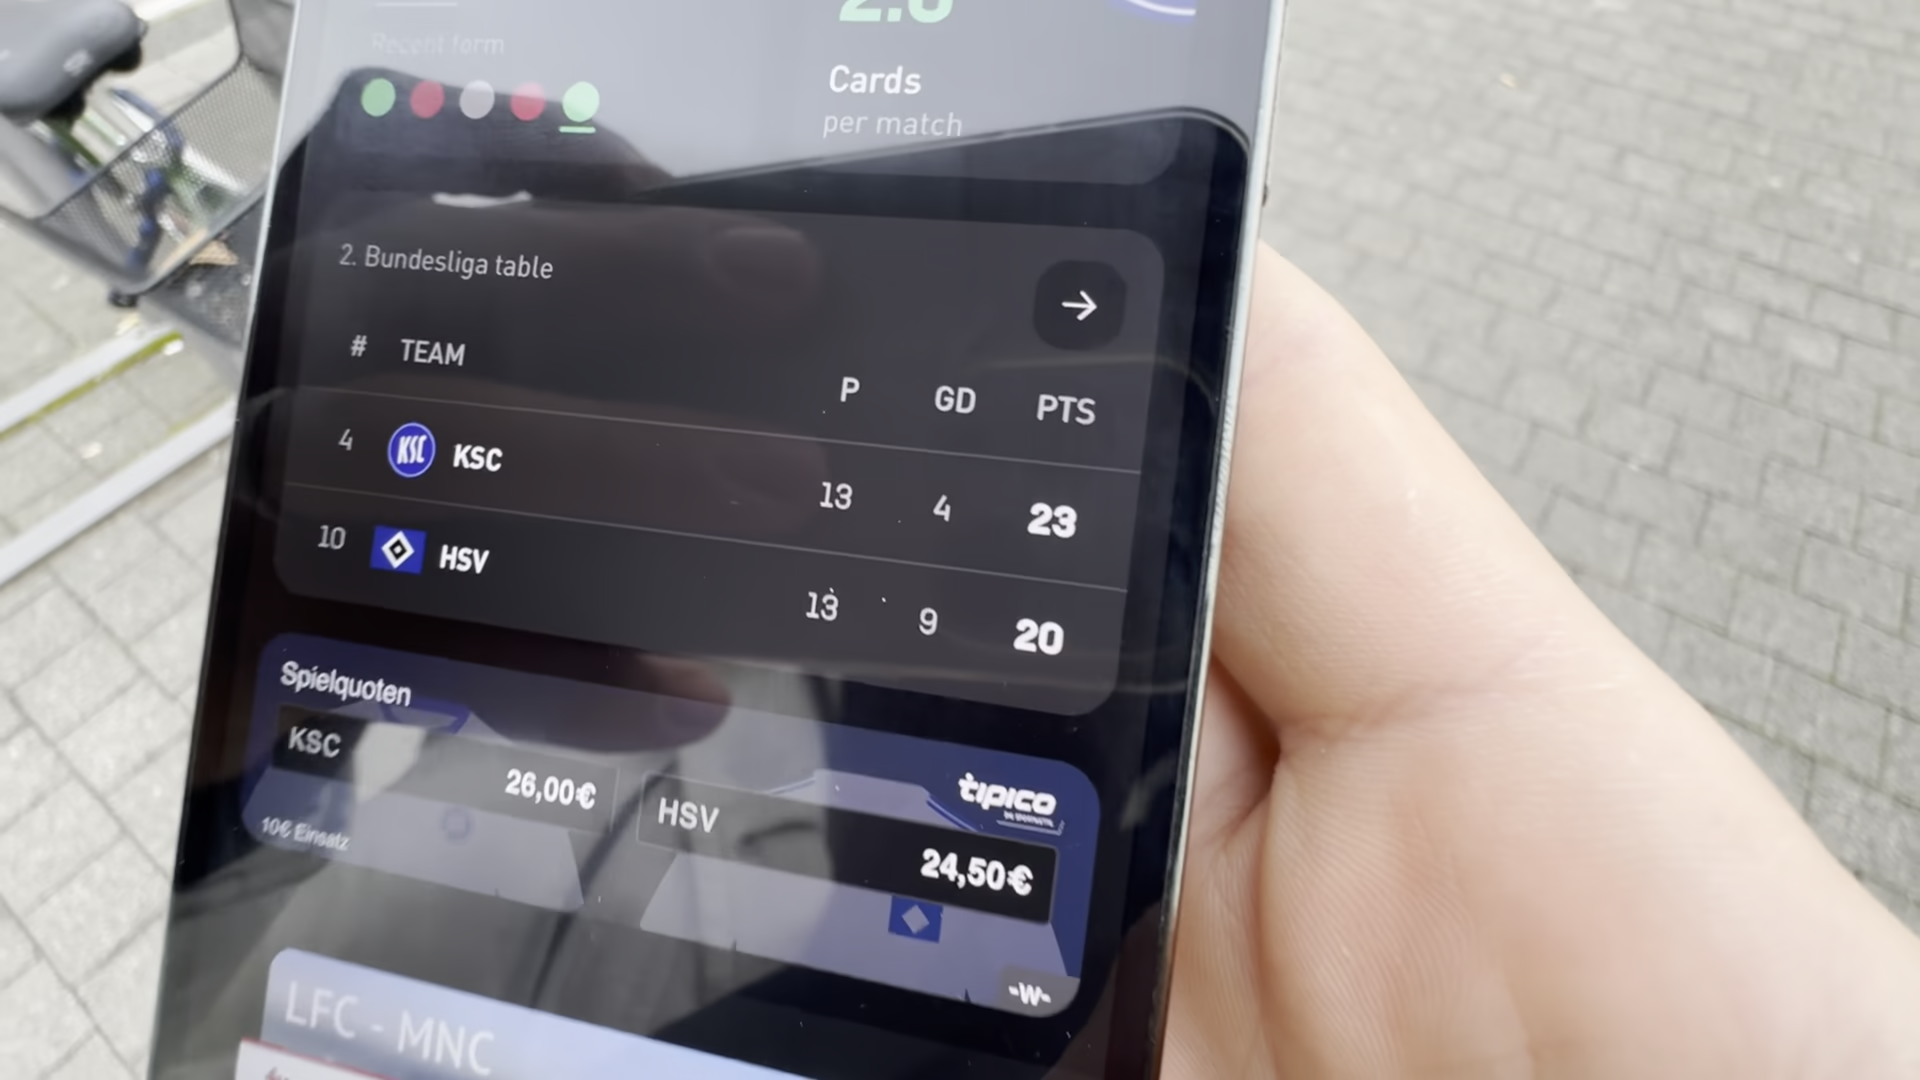 Recent form
Cards
per match
2. Bundesliga table
# TEAM P GD PTS
4 KSC KSC 13 4 23
10 HSV 13 9 20
Spielquoten
KSC
26,00€
10€ Einsatz
tipico
HSV
24,50€
-W-
LFC - MNC